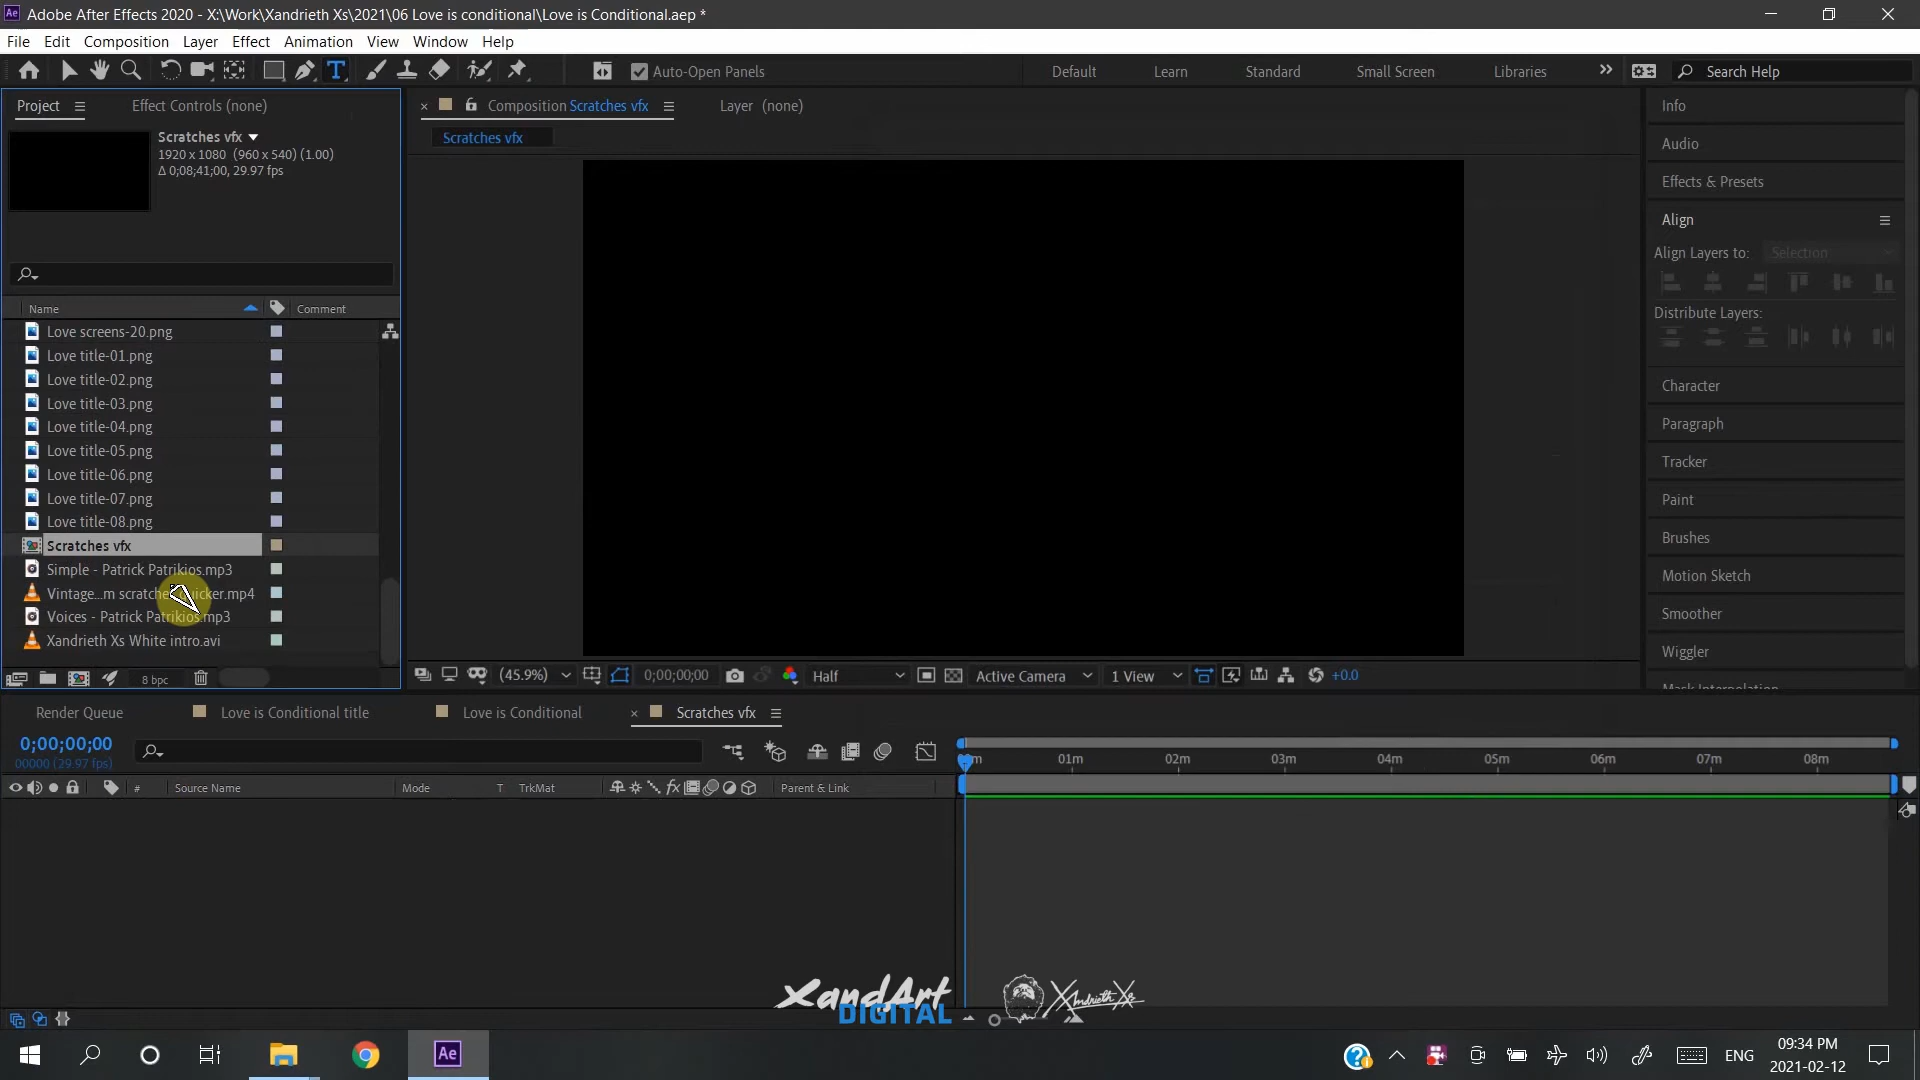 Adobe After Effects 2020 - X:\Work\Xandrieth Xs\2021\06 Love is conditional\Love is Conditional.aep *
File Edit Composition Layer Effect Animation View Window Help
Auto-Open Panels Default Learn Standard Small Screen Libraries Search Help
Project Effect Controls (none)
Scratches vfx
1920 x 1080 (960 x 540) (1.00)
Δ 0;08;41;00, 29.97 fps
Name Comment
Love screens-20.png
Love title-01.png
Love title-02.png
Love title-03.png
Love title-04.png
Love title-05.png
Love title-06.png
Love title-07.png
Love title-08.png
Scratches vfx
Simple - Patrick Patrikios.mp3
Vintage...m
Voices - Patrick Patrikios.mp3
Xandrieth Xs White intro.avi
8 bpc
Composition Scratches vfx Layer (none)
Scratches vfx
(45.9%) 0;00;00;00 Half Active Camera 1 View +0.0
Info
Audio
Effects & Presets
Align
Align Layers to: Selection
Distribute Layers:
Character
Paragraph
Tracker
Paint
Brushes
Motion Sketch
Smoother
Wiggler
Mask Interpolation
Render Queue Love is Conditional title Love is Conditional Scratches vfx
0;00;00;00
00000 (29.97 fps)
# Source Name Mode T TrkMat fx Parent & Link
01m 02m 03m 04m 05m 06m 07m 08m
XandArt
DIGITAL
Xandrieth Xs
Ae
ENG
09:34 PM
2021-02-12